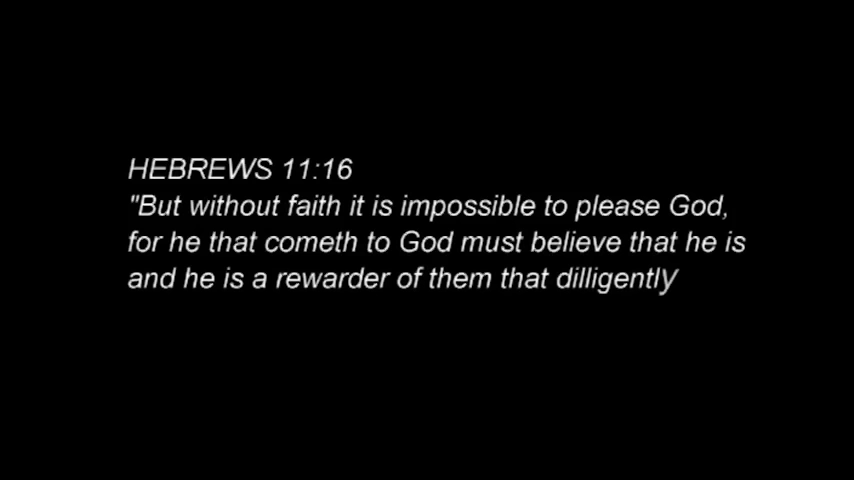 HEBREWS 11:16
"But without faith it is impossible to please God,
for he that cometh to God must believe that he is
and he is a rewarder of them that dilligently